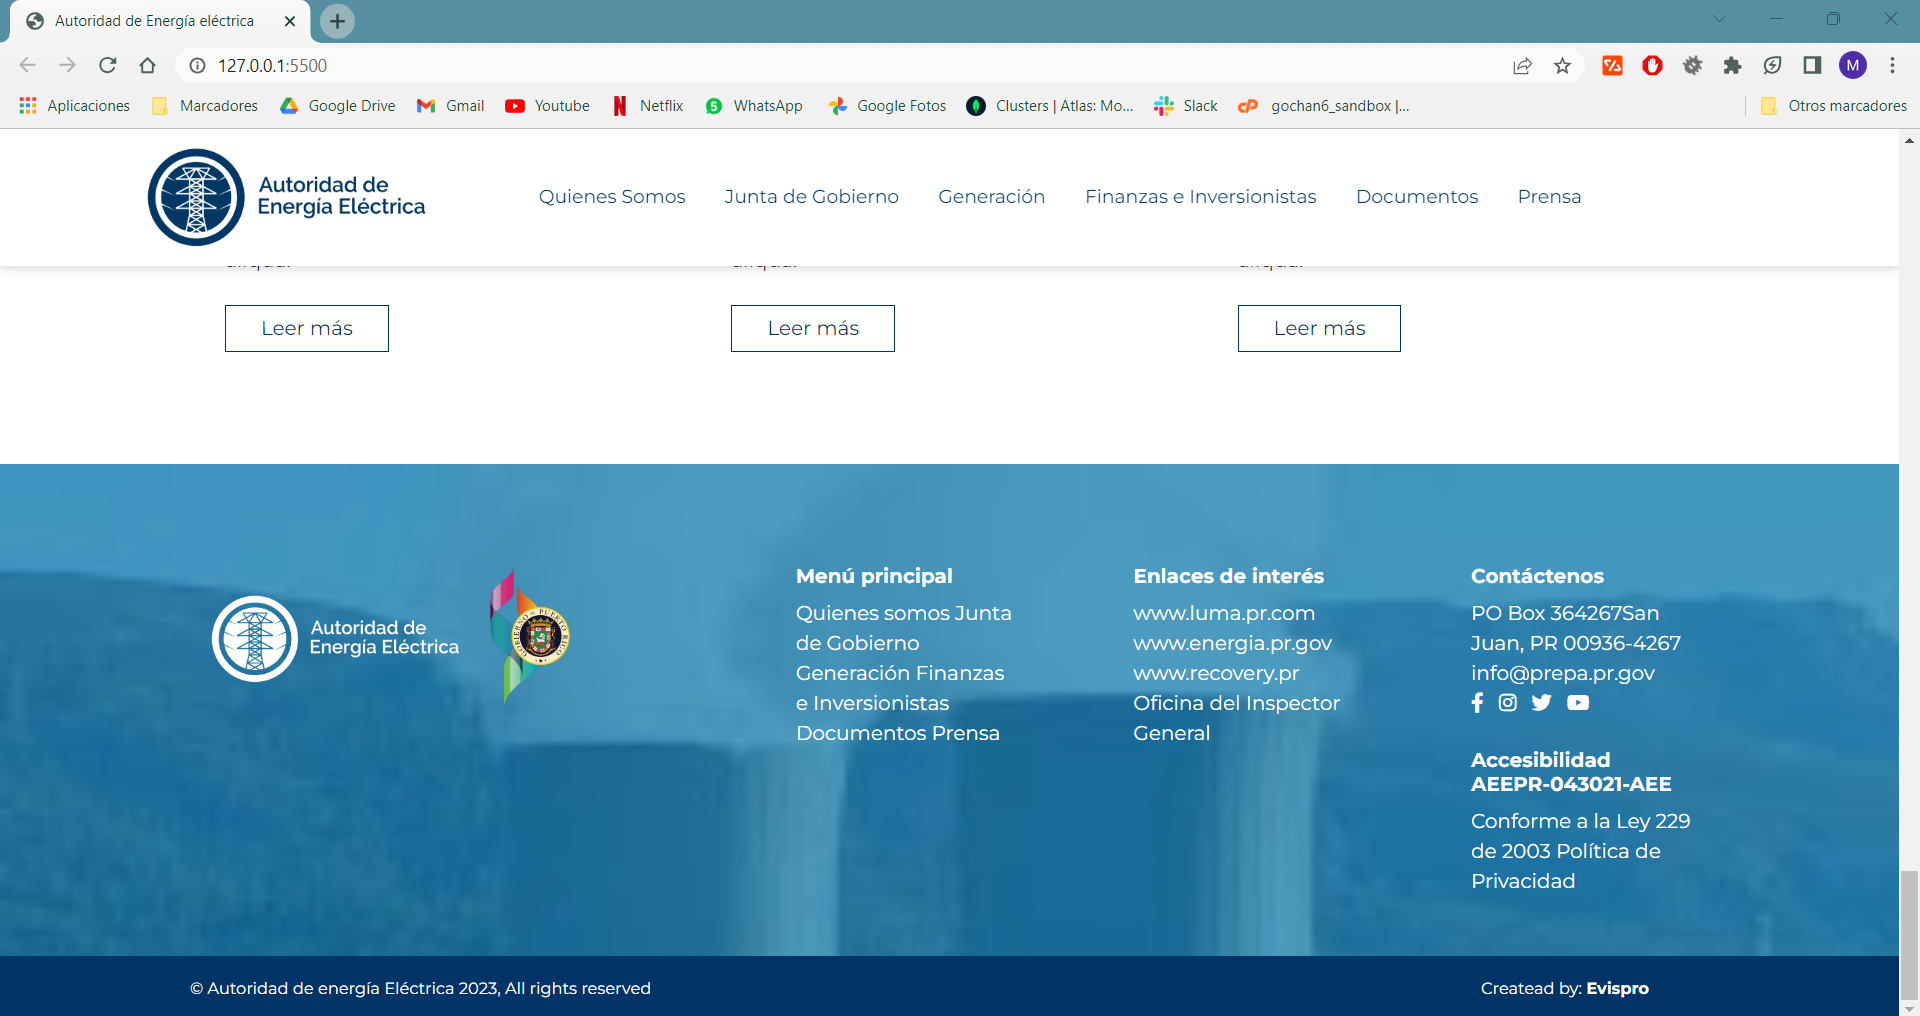 Autoridad de Energía eléctrica
127.0.0.1:5500
M
Aplicaciones Marcadores Google Drive Gmail Youtube Netflix WhatsApp Google Fotos Clusters | Atlas: Mo... Slack gochan6_sandbox |... Otros marcadores
Autoridad de
Energía Eléctrica
Quienes Somos Junta de Gobierno Generación Finanzas e Inversionistas Documentos Prensa
Leer más Leer más Leer más
Autoridad de
Energía Eléctrica
GOBIERNO DE PUERTO RICO
Menú principal
Quienes somos Junta
de Gobierno
Generación Finanzas
e Inversionistas
Documentos Prensa
Enlaces de interés
www.luma.pr.com
www.energia.pr.gov
www.recovery.pr
Oficina del Inspector
General
Contáctenos
PO Box 364267San
Juan, PR 00936-4267
info@prepa.pr.gov
Accesibilidad
AEEPR-043021-AEE
Conforme a la Ley 229
de 2003 Política de
Privacidad
© Autoridad de energía Eléctrica 2023, All rights reserved
Createad by: Evispro